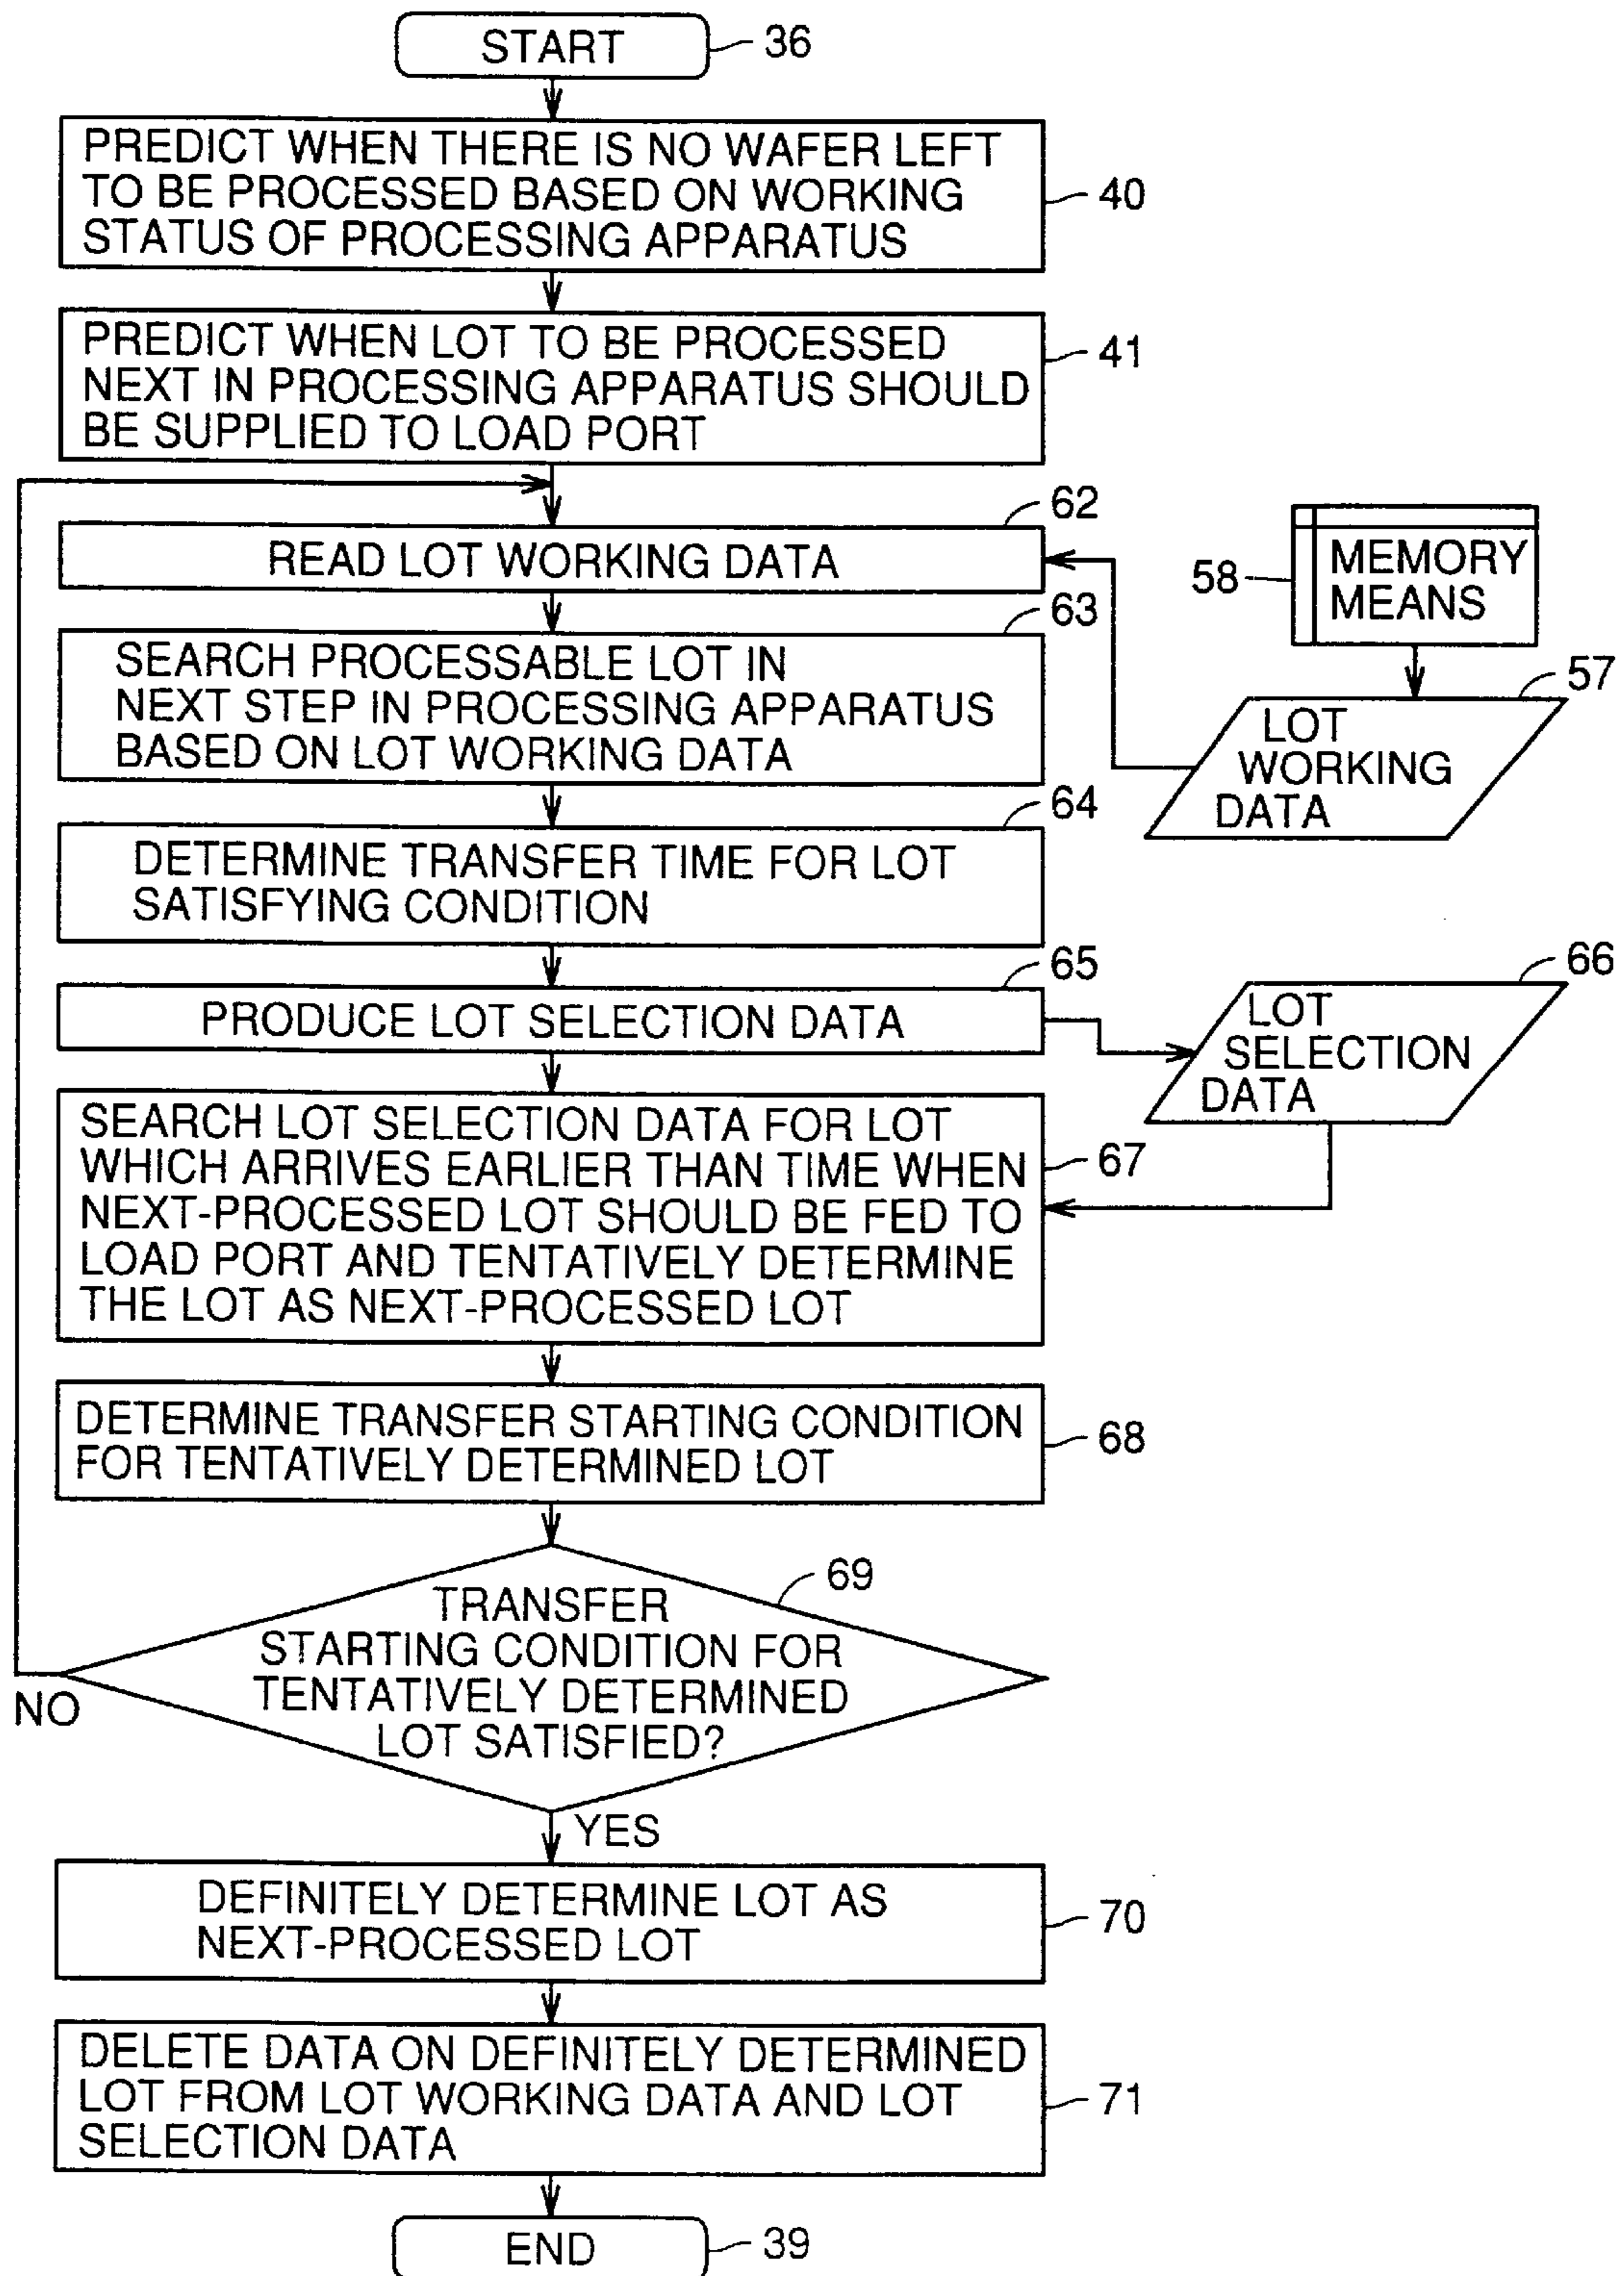 START
36
PREDICT WHEN THERE IS NO WAFER LEFT
TO BE PROCESSED BASED ON WORKING
STATUS OF PROCESSING APPARATUS
40
PREDICT WHEN LOT TO BE PROCESSED
NEXT IN PROCESSING APPARATUS SHOULD
BE SUPPLIED TO LOAD PORT
41
62
READ LOT WORKING DATA
58
MEMORY
MEANS
63
SEARCH PROCESSABLE LOT IN
NEXT STEP IN PROCESSING APPARATUS
BASED ON LOT WORKING DATA
57
LOT
WORKING
DATA
64
DETERMINE TRANSFER TIME FOR LOT
SATISFYING CONDITION
65
PRODUCE LOT SELECTION DATA
66
LOT
SELECTION
DATA
SEARCH LOT SELECTION DATA FOR LOT
WHICH ARRIVES EARLIER THAN TIME WHEN
NEXT-PROCESSED LOT SHOULD BE FED TO
LOAD PORT AND TENTATIVELY DETERMINE
THE LOT AS NEXT-PROCESSED LOT
67
DETERMINE TRANSFER STARTING CONDITION
FOR TENTATIVELY DETERMINED LOT
68
69
TRANSFER
STARTING CONDITION FOR
TENTATIVELY DETERMINED
LOT SATISFIED?
NO
YES
DEFINITELY DETERMINE LOT AS
NEXT-PROCESSED LOT
70
DELETE DATA ON DEFINITELY DETERMINED
LOT FROM LOT WORKING DATA AND LOT
SELECTION DATA
71
END
39